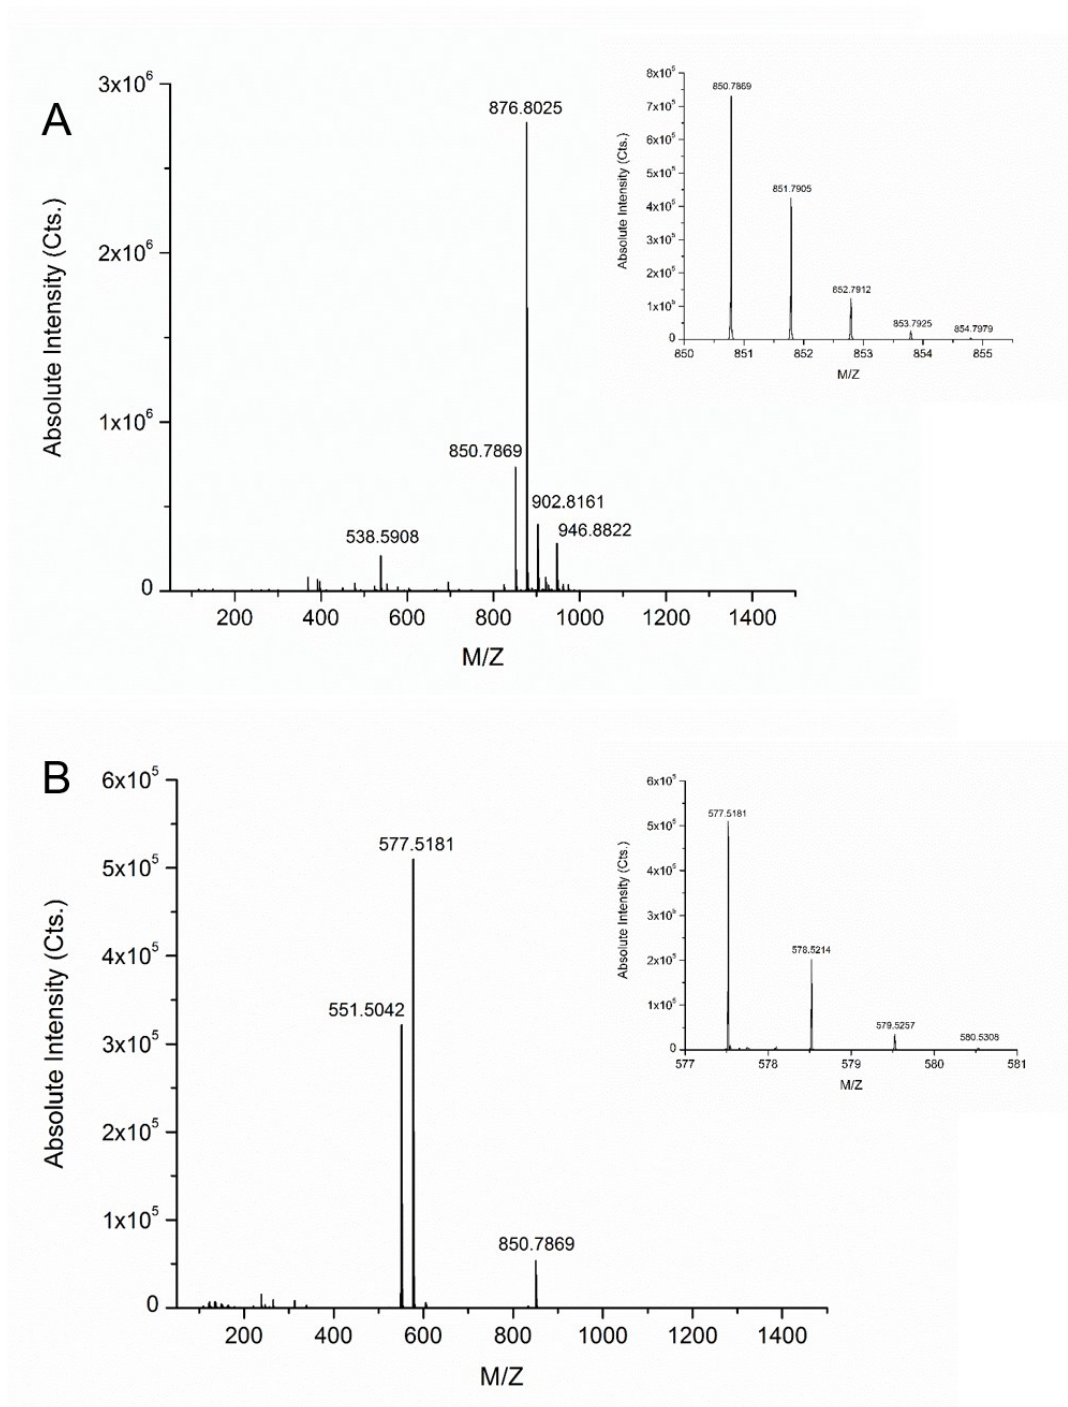 A
3x10⁶
2x10⁶
1x10⁶
0
Absolute Intensity (Cts.)
876.8025
850.7869
902.8161
946.8822
538.5908
200 400 600 800 1000 1200 1400
M/Z
8x10⁵
7x10⁵
6x10⁵
5x10⁵
4x10⁵
3x10⁵
2x10⁵
1x10⁵
0
Absolute Intensity (Cts.)
850.7869
851.7905
852.7912
853.7925
854.7979
850 851 852 853 854 855
M/Z
B
6x10⁵
5x10⁵
4x10⁵
3x10⁵
2x10⁵
1x10⁵
0
Absolute Intensity (Cts.)
577.5181
551.5042
850.7869
200 400 600 800 1000 1200 1400
M/Z
6x10⁵
5x10⁵
4x10⁵
3x10⁵
2x10⁵
1x10⁵
0
Absolute Intensity (Cts.)
577.5181
578.5214
579.5257
580.5308
577 578 579 580 581
M/Z